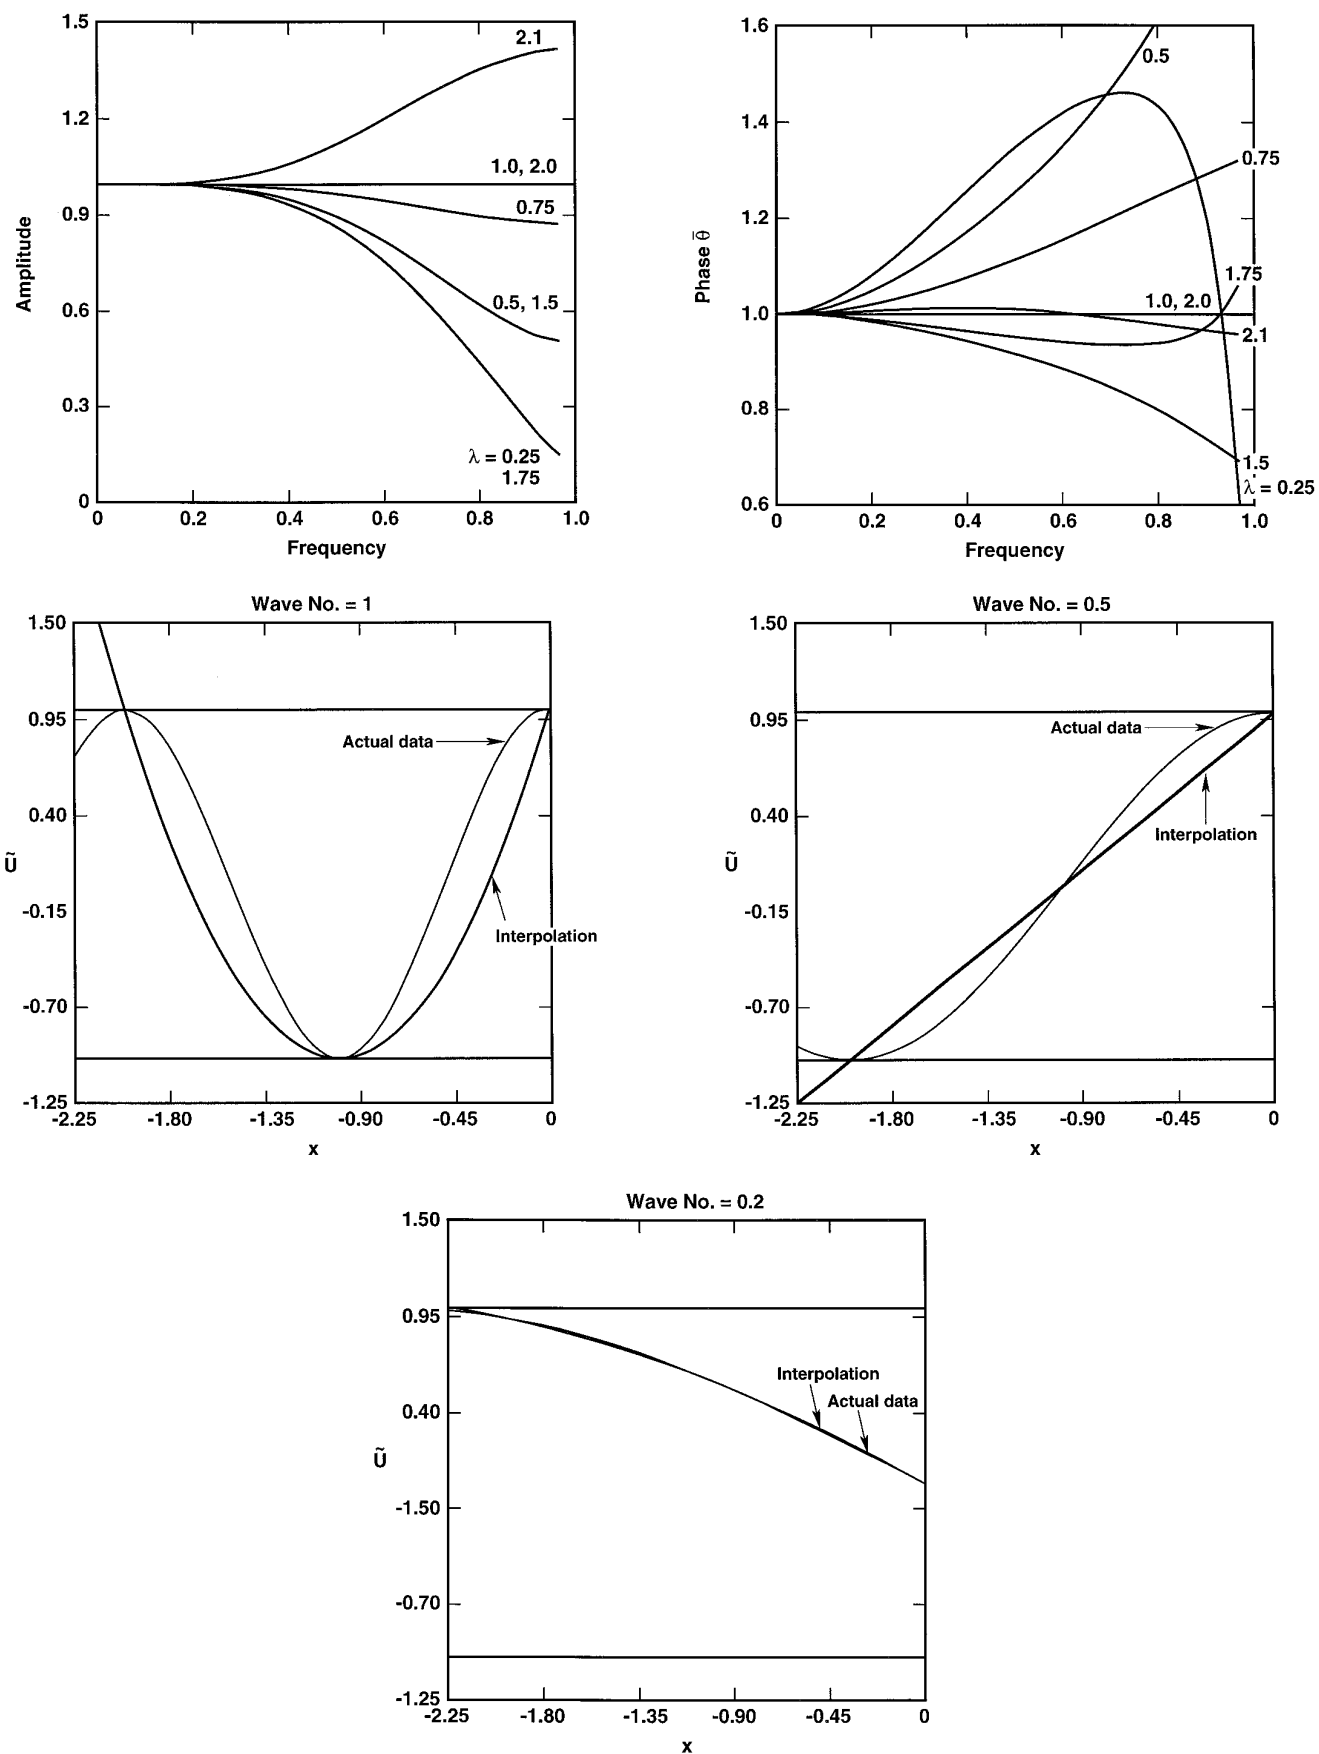 1.5
1.2
0.9
0.6
0.3
0
Amplitude
2.1
1.0, 2.0
0.75
0.5, 1.5
λ = 0.25
1.75
0 0.2 0.4 0.6 0.8 1.0
Frequency
1.6
1.4
1.2
1.0
0.8
0.6
Phase θ̅
0.5
0.75
1.75
1.0, 2.0
2.1
1.5
λ = 0.25
0 0.2 0.4 0.6 0.8 1.0
Frequency
Wave No. = 1
1.50
0.95
0.40
-0.15
-0.70
-1.25
Ũ
Actual data
Interpolation
-2.25 -1.80 -1.35 -0.90 -0.45 0
x
Wave No. = 0.5
1.50
0.95
0.40
-0.15
-0.70
-1.25
Ũ
Actual data
Interpolation
-2.25 -1.80 -1.35 -0.90 -0.45 0
x
Wave No. = 0.2
1.50
0.95
0.40
-1.50
-0.70
-1.25
Ũ
Interpolation
Actual data
-2.25 -1.80 -1.35 -0.90 -0.45 0
x